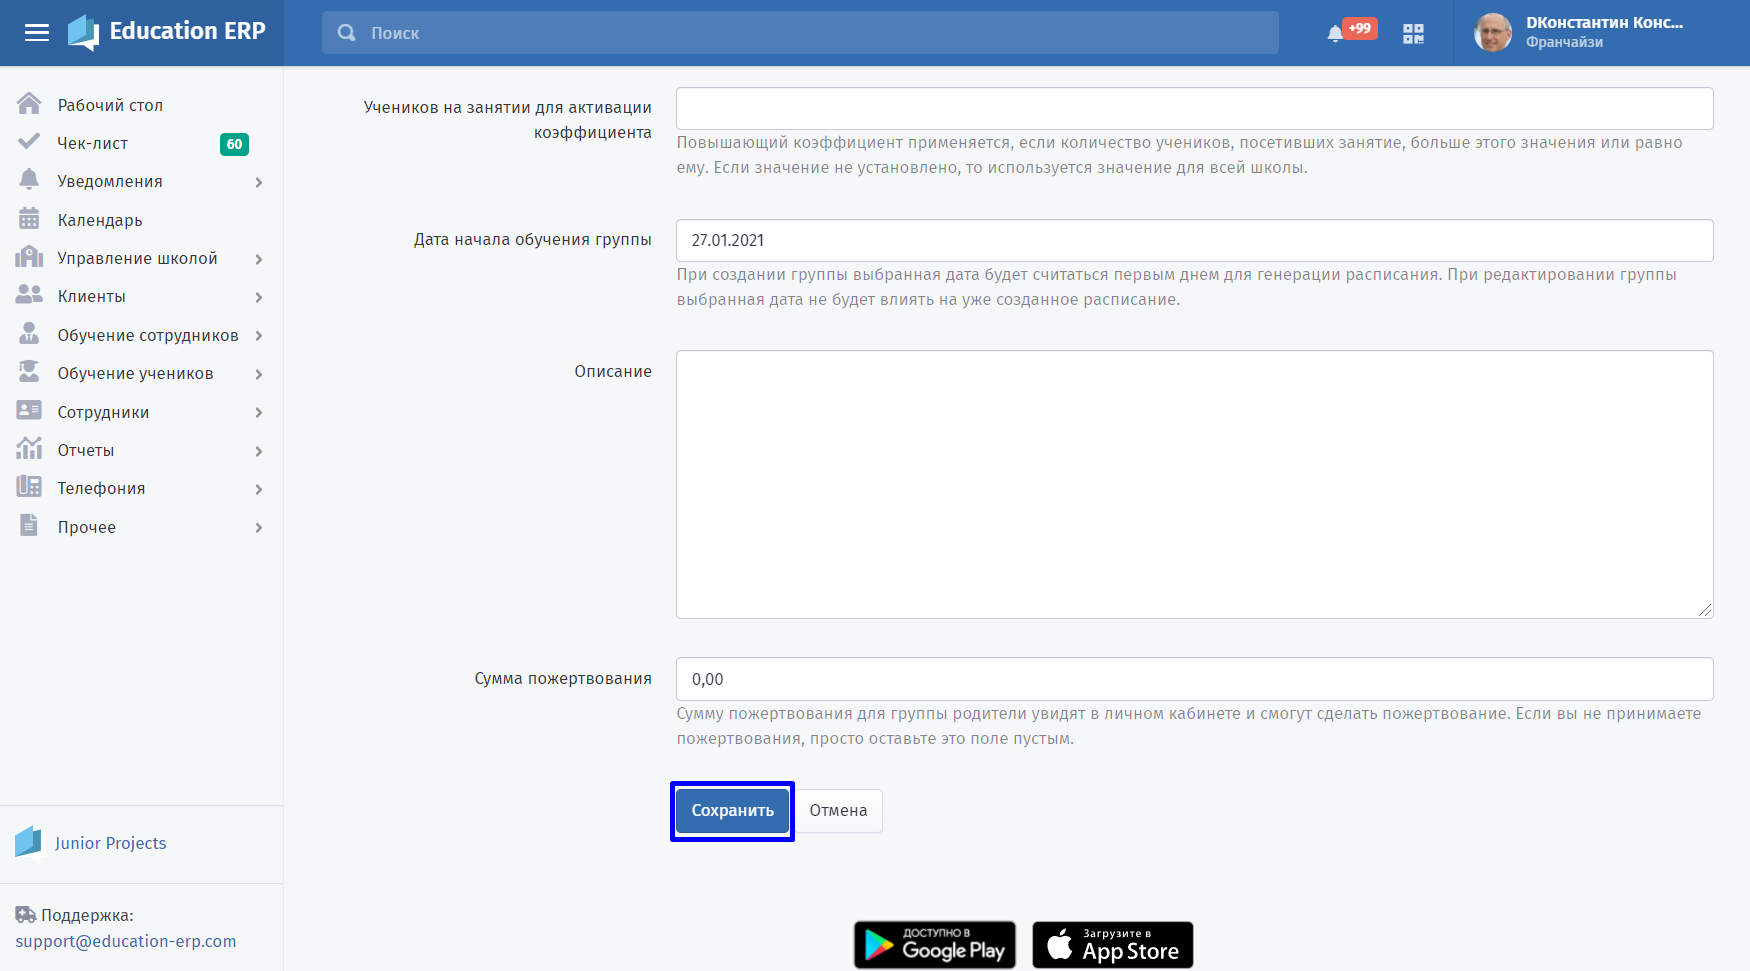 Education ERP
Поиск
+99
DКонстантин Конс...
Франчайзи
Рабочий стол
Чек-лист
60
Уведомления
Календарь
Управление школой
Клиенты
Обучение сотрудников
Обучение учеников
Сотрудники
Отчеты
Телефония
Прочее
Junior Projects
Поддержка:
support@education-erp.com
Учеников на занятии для активации
коэффициента
Повышающий коэффициент применяется, если количество учеников, посетивших занятие, больше этого значения или равно
ему. Если значение не установлено, то используется значение для всей школы.
Дата начала обучения группы
27.01.2021
При создании группы выбранная дата будет считаться первым днем для генерации расписания. При редактировании группы
выбранная дата не будет влиять на уже созданное расписание.
Описание
Сумма пожертвования
0,00
Сумму пожертвования для группы родители увидят в личном кабинете и смогут сделать пожертвование. Если вы не принимаете
пожертвования, просто оставьте это поле пустым.
Сохранить
Отмена
ДОСТУПНО В
Google Play
Загрузите в
App Store